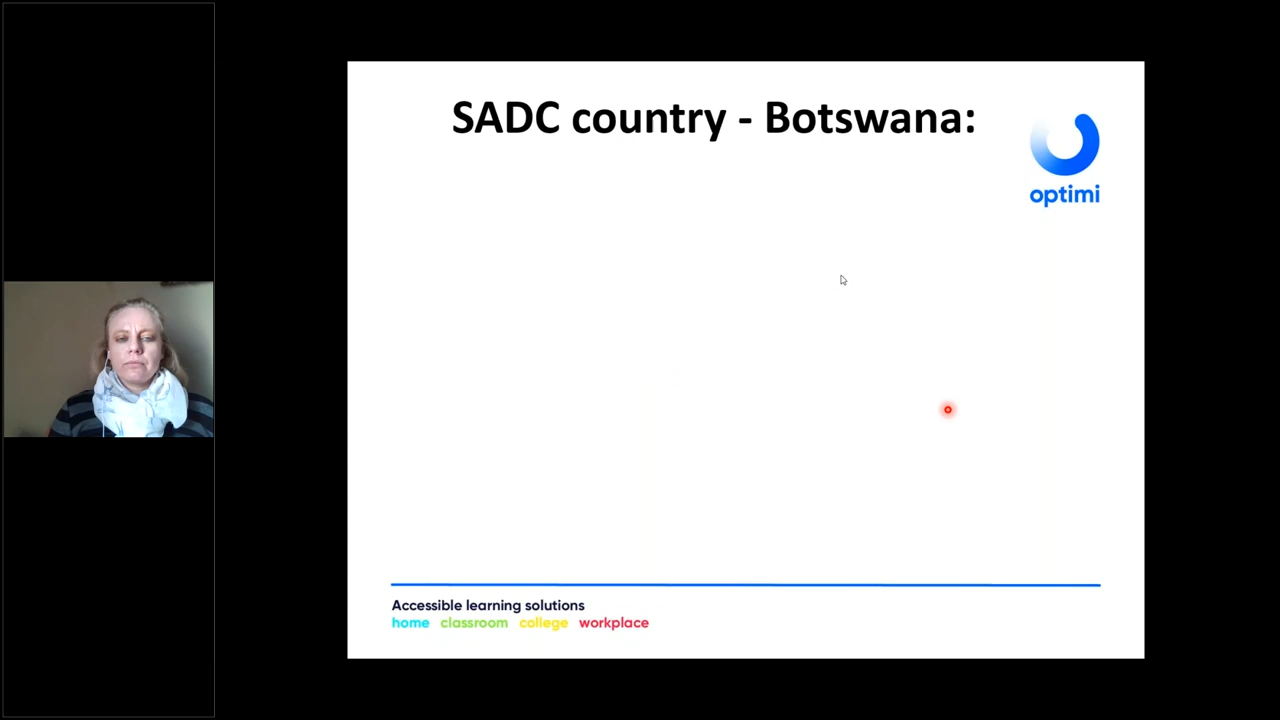 SADC country - Botswana:
optimi
Accessible learning solutions
home classroom college workplace